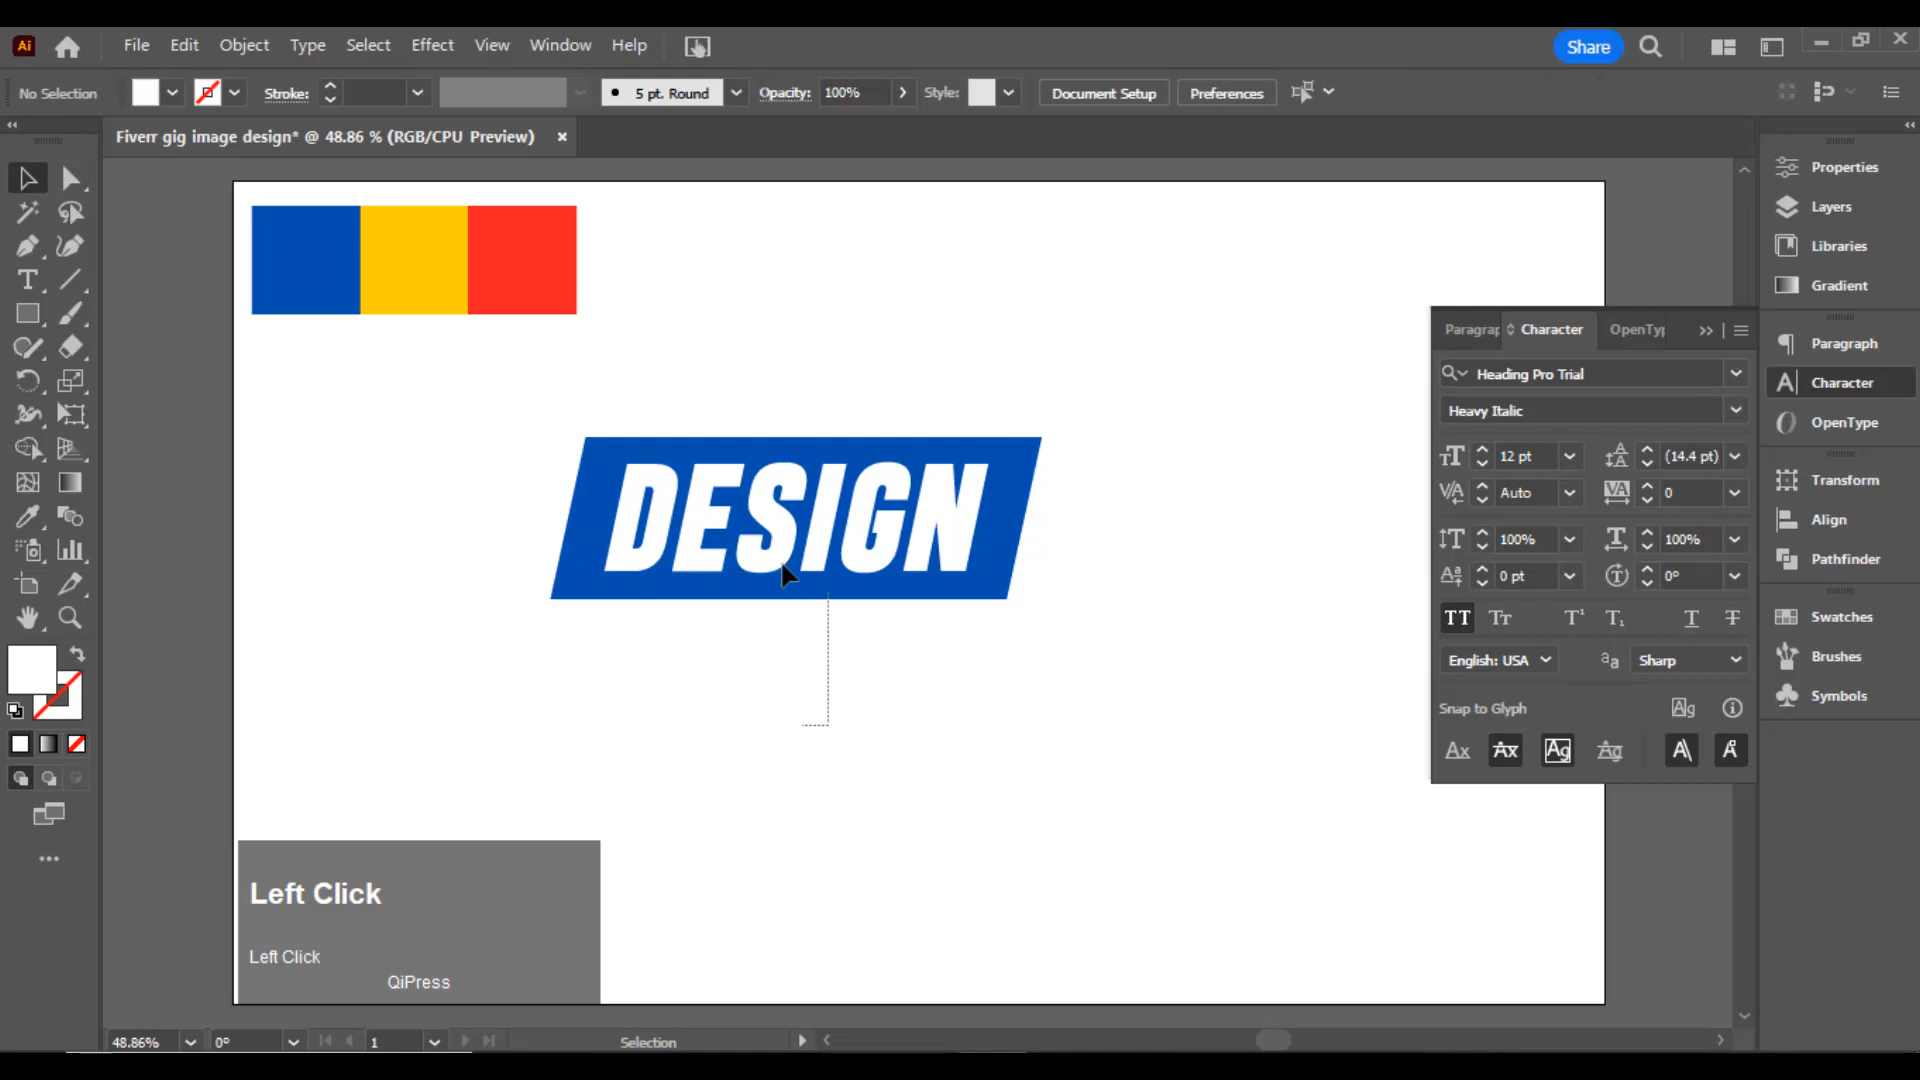 Ai File Edit Object Type Select Effect View Window Help Share
No Selection Stroke: 5 pt. Round Opacity: 100% Style: Document Setup Preferences
Fiverr gig image design* @ 48.86 % (RGB/CPU Preview)
DESIGN
Left Click
Left Click
QiPress
Paragrap Character OpenTyp
Heading Pro Trial
Heavy Italic
12 pt (14.4 pt)
Auto 0
100% 100%
0 pt 0°
English: USA Sharp
Snap to Glyph
Properties
Layers
Libraries
Gradient
Paragraph
Character
OpenType
Transform
Align
Pathfinder
Swatches
Brushes
Symbols
48.86% 0° 1 Selection